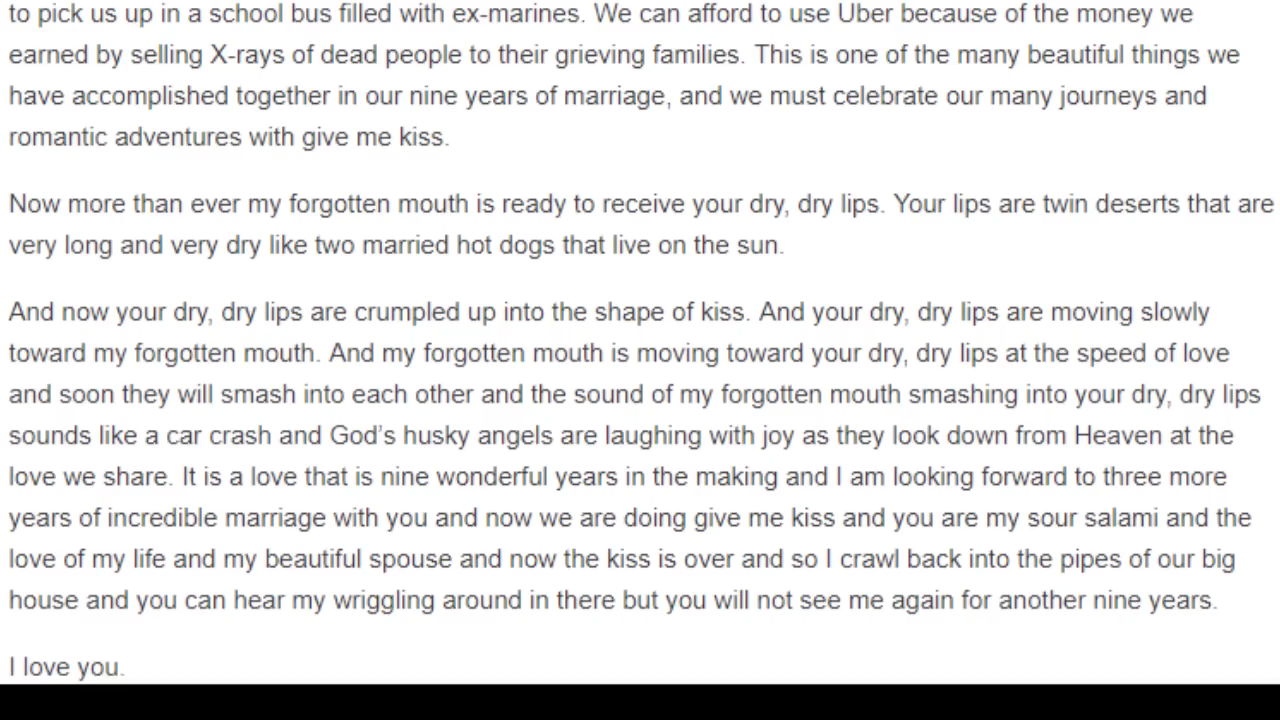 to pick us up in a school bus filled with ex-marines. We can afford to use Uber because of the money we
earned by selling X-rays of dead people to their grieving families. This is one of the many beautiful things we
have accomplished together in our nine years of marriage, and we must celebrate our many journeys and
romantic adventures with give me kiss.
Now more than ever my forgotten mouth is ready to receive your dry, dry lips. Your lips are twin deserts that are
very long and very dry like two married hot dogs that live on the sun.
And now your dry, dry lips are crumpled up into the shape of kiss. And your dry, dry lips are moving slowly
toward my forgotten mouth. And my forgotten mouth is moving toward your dry, dry lips at the speed of love
and soon they will smash into each other and the sound of my forgotten mouth smashing into your dry, dry lips
sounds like a car crash and God’s husky angels are laughing with joy as they look down from Heaven at the
love we share. It is a love that is nine wonderful years in the making and I am looking forward to three more
years of incredible marriage with you and now we are doing give me kiss and you are my sour salami and the
love of my life and my beautiful spouse and now the kiss is over and so I crawl back into the pipes of our big
house and you can hear my wriggling around in there but you will not see me again for another nine years.
I love you.